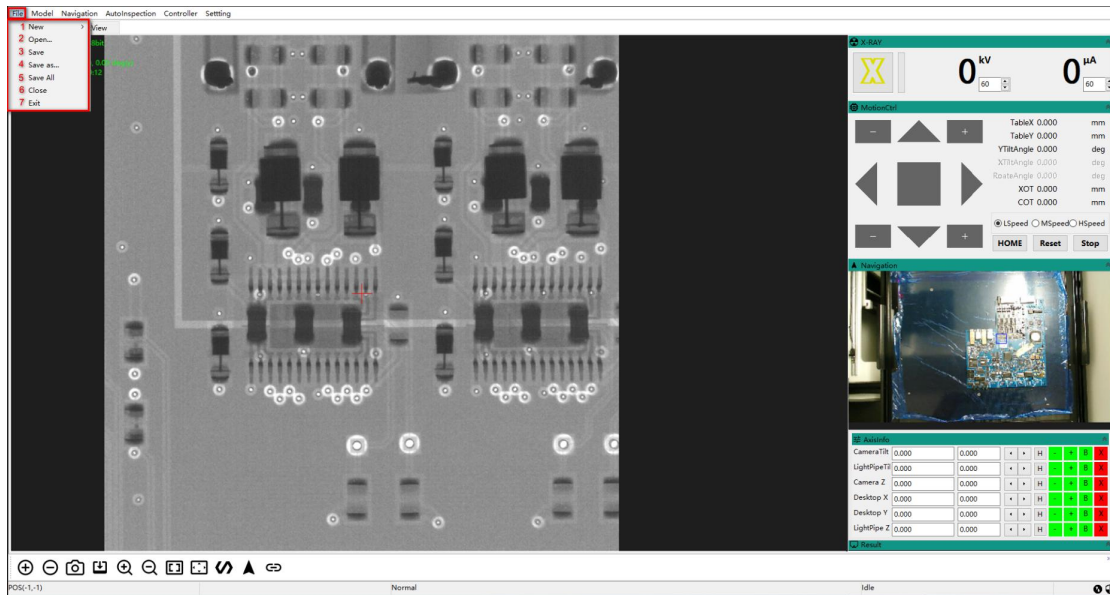 File Model Navigation AutoInspection Controller Settting
1 New >
View
2 Open...
8bit
3 Save
4 Save as...
5 Save All
6 Close
7 Exit
X-RAY
0 kV 0 μA
60 60
MotionCtrl
− + TableX 0.000 mm
TableY 0.000 mm
YTiltAngle 0.000 deg
XTiltAngle 0.000 deg
RoateAngle 0.000 deg
XOT 0.000 mm
COT 0.000 mm
LSpeed MSpeed HSpeed
− + HOME Reset Stop
Navigation
AxisInfo
CameraTilt 0.000 0.000 H - + B X
LightPipeTil 0.000 0.000 H - + B X
Camera Z 0.000 0.000 H - + B X
Desktop X 0.000 0.000 H - + B X
Desktop Y 0.000 0.000 H - + B X
LightPipe Z 0.000 0.000 H - + B X
Result
POS(-1,-1) Normal Idle